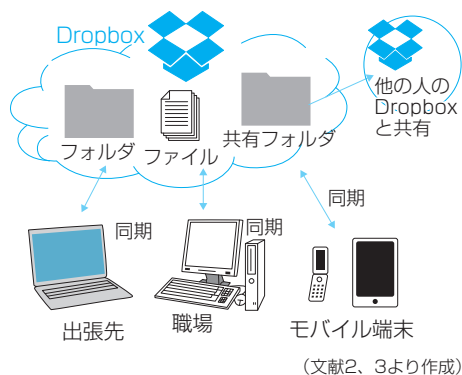 Dropbox
他の人の
Dropbox
と共有
フォルダ
ファイル
共有フォルダ
同期
同期
同期
出張先
職場
モバイル端末
（文献2、3より作成）